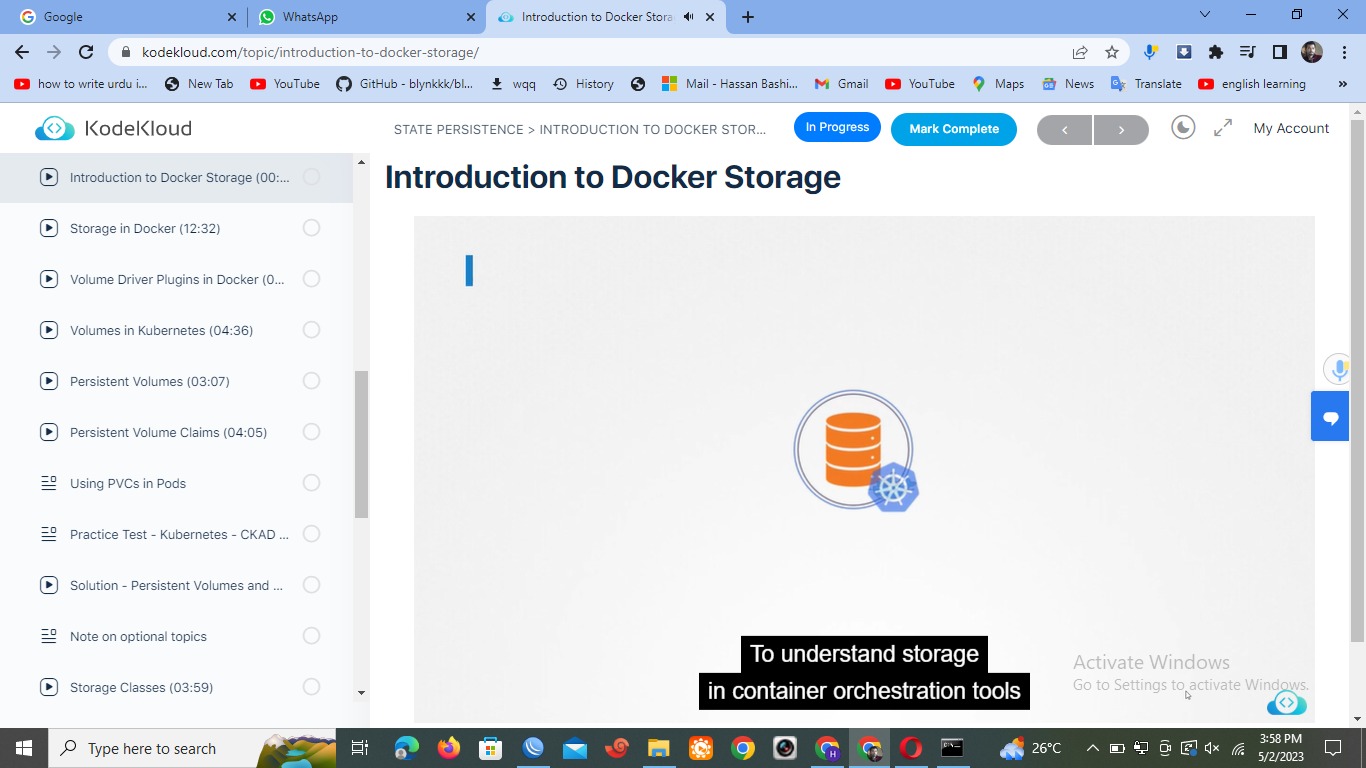 Google
WhatsApp
Introduction to Docker Stora
kodekloud.com/topic/introduction-to-docker-storage/
how to write urdu i...
New Tab
YouTube
GitHub - blynkkk/bl...
wqq
History
Mail - Hassan Bashi...
Gmail
YouTube
Maps
News
Translate
english learning
»
KodeKloud
STATE PERSISTENCE > INTRODUCTION TO DOCKER STOR...
In Progress
Mark Complete
My Account
Introduction to Docker Storage (00:...
Storage in Docker (12:32)
Volume Driver Plugins in Docker (0...
Volumes in Kubernetes (04:36)
Persistent Volumes (03:07)
Persistent Volume Claims (04:05)
Using PVCs in Pods
Practice Test - Kubernetes - CKAD ...
Solution - Persistent Volumes and ...
Note on optional topics
Storage Classes (03:59)
Introduction to Docker Storage
To understand storage
in container orchestration tools
Activate Windows
Go to Settings to activate Windows.
Type here to search
26°C
3:58 PM
5/2/2023